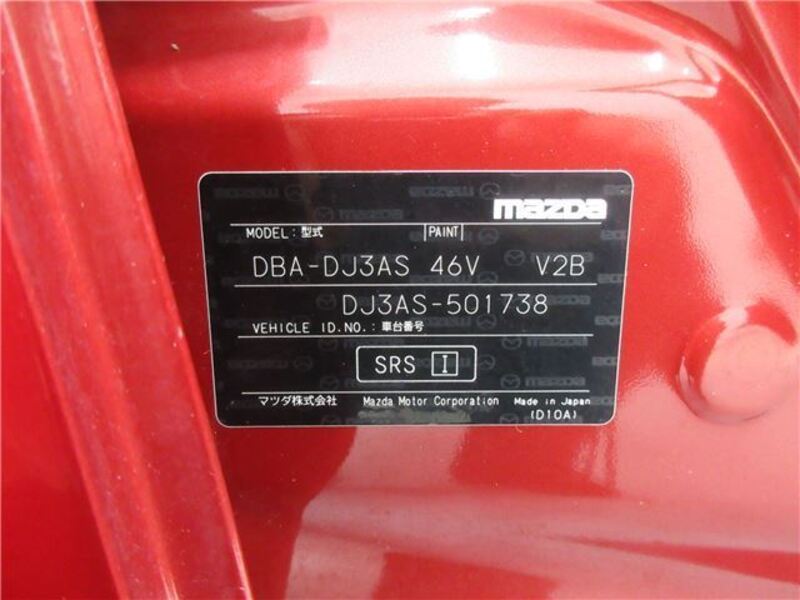 mazda
MODEL:型式 PAINT
DBA-DJ3AS 46V V2B
DJ3AS-501738
VEHICLE ID.NO.:車台番号
SRS I
マツダ株式会社 Mazda Motor Corporation Made in Japan
(D10A)